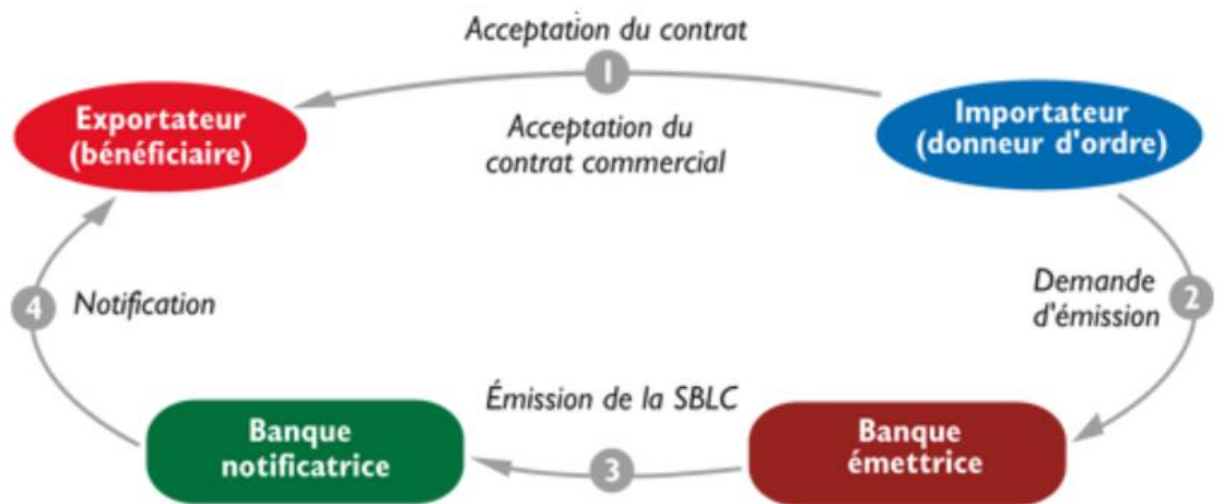 Acceptation du contrat
1
Exportateur
(bénéficiaire)
Acceptation du
contrat commercial
Importateur
(donneur d'ordre)
4
Notification
Demande
d'émission
2
Émission de la SBLC
Banque
notificatrice
3
Banque
émettrice